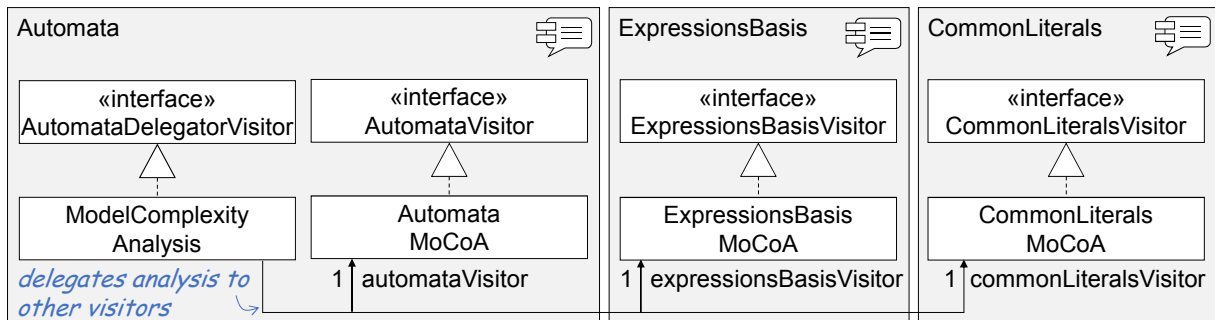 Automata
«interface»
AutomataDelegatorVisitor
«interface»
AutomataVisitor
ModelComplexity
Analysis
Automata
MoCoA
delegates analysis to
other visitors
1 automataVisitor
ExpressionsBasis
«interface»
ExpressionsBasisVisitor
ExpressionsBasis
MoCoA
1 expressionsBasisVisitor
CommonLiterals
«interface»
CommonLiteralsVisitor
CommonLiterals
MoCoA
1 commonLiteralsVisitor